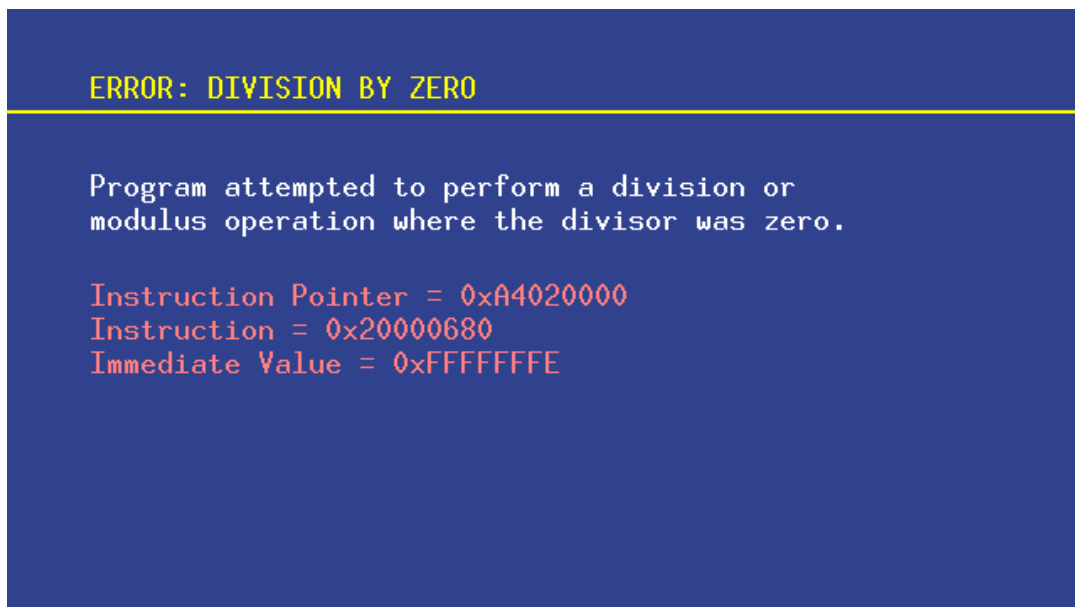 ERROR: DIVISION BY ZERO
Program attempted to perform a division or
modulus operation where the divisor was zero.
Instruction Pointer = 0xA4020000
Instruction = 0x20000680
Immediate Value = 0xFFFFFFFE